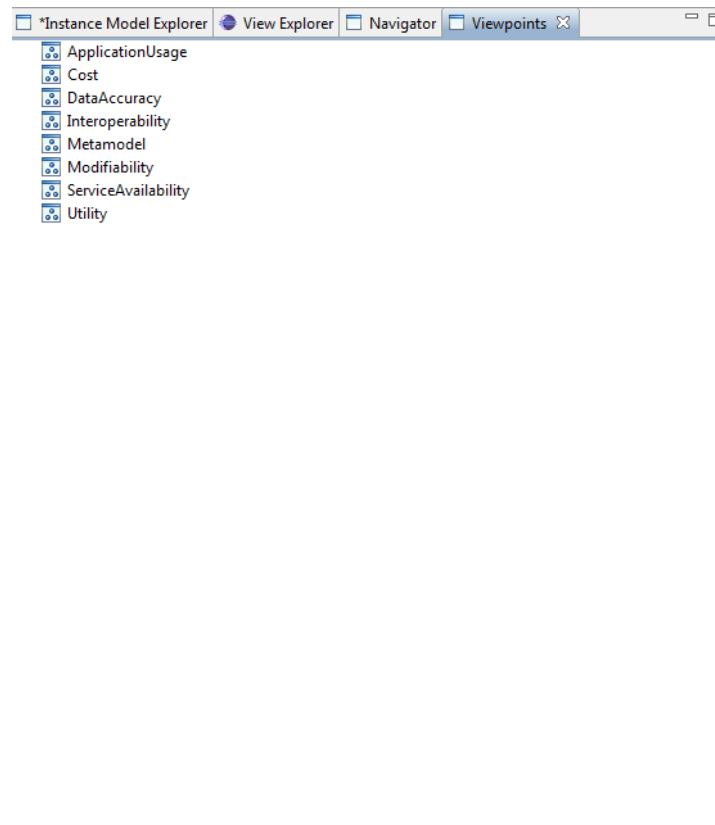 *Instance Model Explorer View Explorer Navigator Viewpoints
ApplicationUsage
Cost
DataAccuracy
Interoperability
Metamodel
Modifiability
ServiceAvailability
Utility